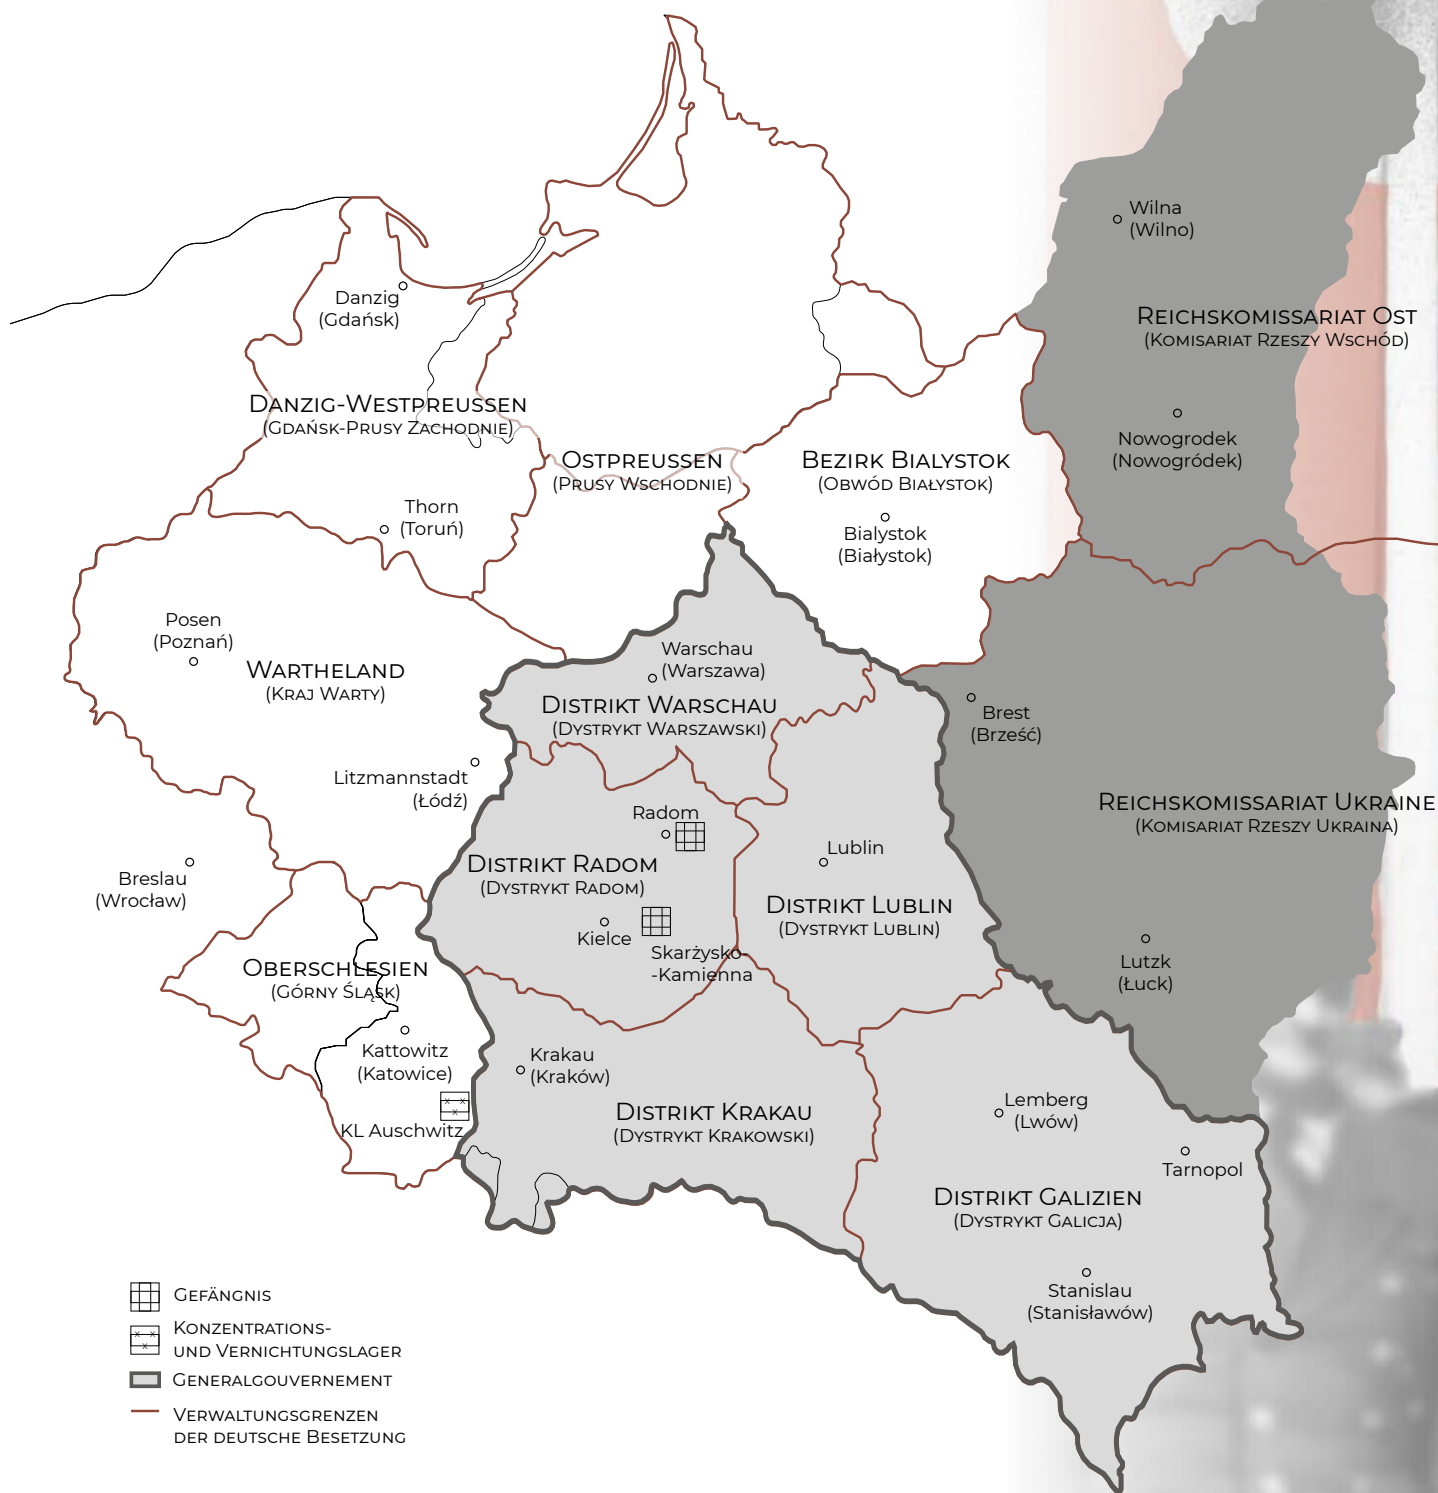 Wilna
(Wilno)
Danzig
(Gdańsk)
Reichskomissariat Ost
(Komisariat Rzeszy Wschód)
Danzig-Westpreussen
(Gdańsk-Prusy Zachodnie)
Nowogrodek
(Nowogródek)
Ostpreussen
(Prusy Wschodnie)
Bezirk Bialystok
(Obwód Białystok)
Thorn
(Toruń)
Bialystok
(Białystok)
Posen
(Poznań)
Wartheland
(Kraj Warty)
Warschau
(Warszawa)
Distrikt Warschau
(Dystrykt Warszawski)
Brest
(Brześć)
Litzmannstadt
(Łódź)
Reichskomissariat Ukraine
(Komisariat Rzeszy Ukraina)
Radom
Distrikt Radom
(Dystrykt Radom)
Lublin
Breslau
(Wrocław)
Distrikt Lublin
(Dystrykt Lublin)
Kielce
Skarżysko-
-Kamienna
Oberschlesien
(Górny Śląsk)
Lutzk
(Łuck)
Kattowitz
(Katowice)
Krakau
(Kraków)
KL Auschwitz
Distrikt Krakau
(Dystrykt Krakowski)
Lemberg
(Lwów)
Tarnopol
Distrikt Galizien
(Dystrykt Galicja)
Stanislau
(Stanisławów)
Gefängnis
Konzentrations-
und Vernichtungslager
Generalgouvernement
Verwaltungsgrenzen
der deutsche Besetzung